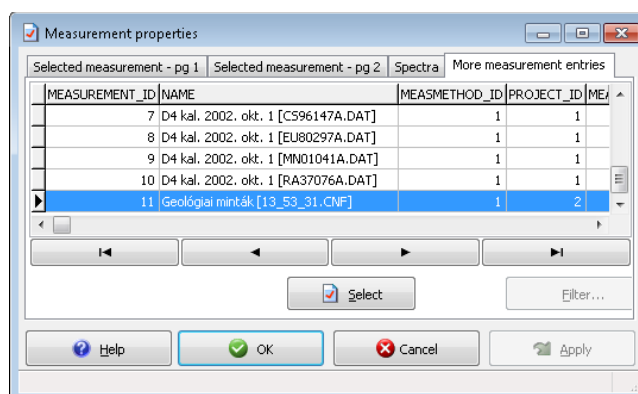 Measurement properties
Selected measurement - pg 1 Selected measurement - pg 2 Spectra More measurement entries
MEASUREMENT_ID NAME MEASMETHOD_ID PROJECT_ID MEA
7 D4 kal. 2002. okt. 1 [CS96147A.DAT] 1 1
8 D4 kal. 2002. okt. 1 [EU80297A.DAT] 1 1
9 D4 kal. 2002. okt. 1 [MN01041A.DAT] 1 1
10 D4 kal. 2002. okt. 1 [RA37076A.DAT] 1 1
11 Geológiai minták [13_53_31.CNF] 1 2
Select Filter...
Help OK Cancel Apply